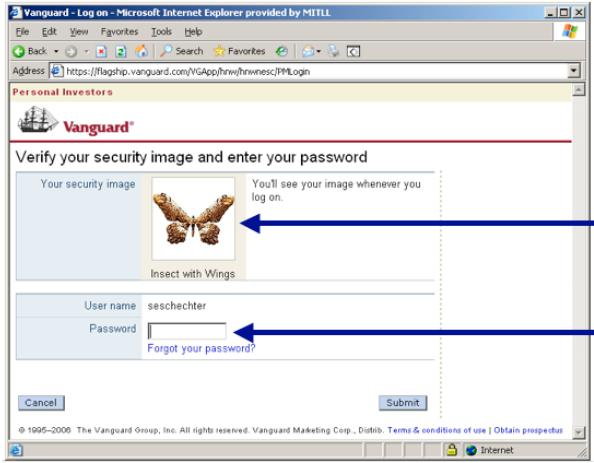 Vanguard - Log on - Microsoft Internet Explorer provided by MITLL
File Edit View Favorites Tools Help
Back Search Favorites
Address https://flagship.vanguard.com/VGApp/hnw/hnwnesc/PMLogin
Personal Investors
Vanguard®
Verify your security image and enter your password
Your security image
You'll see your image whenever you
log on.
Insect with Wings
User name seschechter
Password
Forgot your password?
Cancel Submit
© 1995–2006 The Vanguard Group, Inc. All rights reserved. Vanguard Marketing Corp., Distrib. Terms & conditions of use | Obtain prospectus
Internet